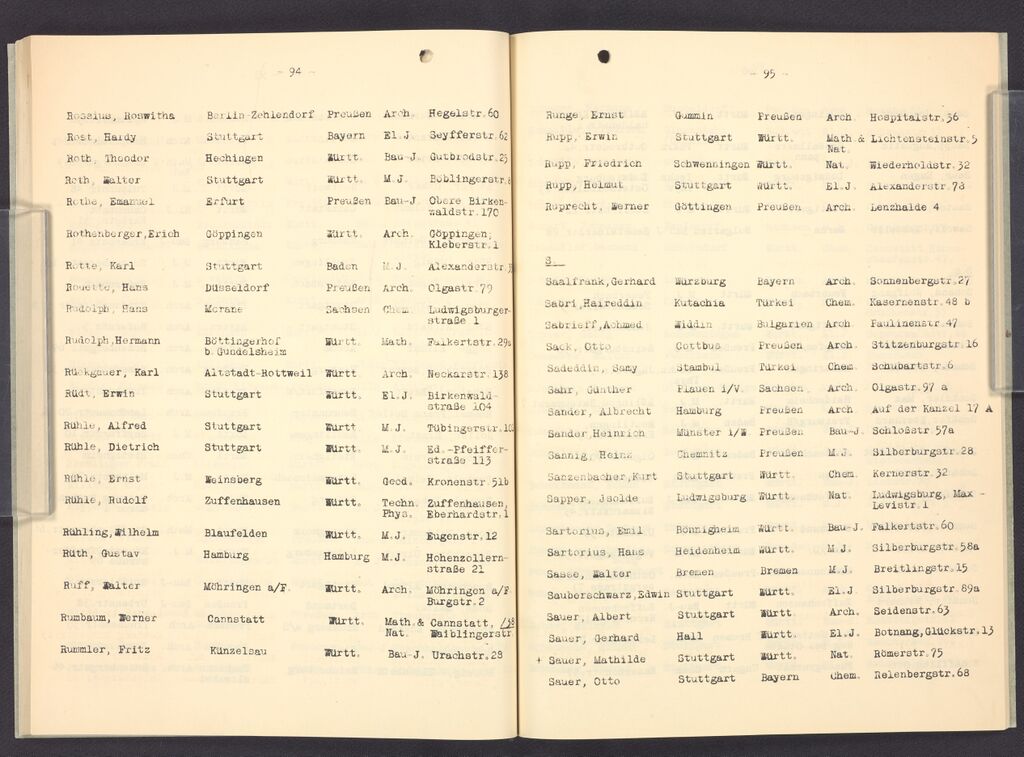 - 94 -
Rossius, Roswitha Berlin-Zehlendorf Preußen Arch. Hegelstr.60
Rost, Hardy Stuttgart Bayern El.J. Seyfferstr.62
Roth, Theodor Hechingen Württ. Bau-J. Gutbrodstr.25
Roth, Walter Stuttgart Württ. M.J. Böblingerstr.
Rothe, Emanuel Erfurt Preußen Bau-J. Obere Birken-
waldstr.170
Rothenberger,Erich Göppingen Württ. Arch. Göppingen,
Kleberstr.1
Rotte, Karl Stuttgart Baden M.J. Alexanderstr.
Rouette, Hans Düsseldorf Preußen Arch. Olgastr.79
Rudolph, Hans Merane Sachsen Chem. Ludwigsburger-
straße 1
Rudolph,Hermann Böttingerhof Württ. Math. Falkertstr.29
b.Gundelsheim
Rückgauer, Karl Altstadt-Rottweil Württ Arch. Neckarstr.138
Rüdt, Erwin Stuttgart Württ. El.J. Birkenwald-
straße 104
Rühle, Alfred Stuttgart Württ M.J. Tübingerstr.
Rühle, Dietrich Stuttgart Württ. M.J. Ed.-Pfeiffer-
straße 113
Rühle, Ernst Weinsberg Württ. Geod. Kronenstr.51b
Rühle, Rudolf Zuffenhausen Württ. Techn. Zuffenhausen,
Phys. Eberhardstr.1
Rühling,Wilhelm Blaufelden Württ. M.J. Eugenstr.12
Rüth, Gustav Hamburg Hamburg M.J. Hohenzollern-
straße 21
Ruff, Walter Möhringen a/F. Württ. Arch. Möhringen a/F.
Burgstr.2
Rumbaum, Werner Cannstatt Württ. Math.& Cannstatt, /38
Nat. Waiblingerstr
Rummler, Fritz Künzelsau Württ. Bau-J. Urachstr.28
- 95 -
Runge, Ernst Gummin Preußen Arch. Hospitalstr.36
Rupp, Erwin Stuttgart Württ. Math.& Lichtensteinstr.5
Nat.
Rupp, Friedrich Schwenningen Württ. Nat. Wiederholdstr.32
Rupp, Helmut Stuttgart Württ. El.J. Alexanderstr.78
Ruprecht, Werner Göttingen Preußen Arch. Lenzhalde 4
S
Saalfrank,Gerhard Würzburg Bayern Arch. Sonnenbergstr.27
Sabri,Haireddin Kutachia Türkei Chem. Kasernenstr.48 b
Sabrieff,Achmed Widdin Bulgarien Arch Paulinenstr.47
Sack, Otto Cottbus Preußen Arch. Stitzenburgstr.16
Sadeddin, Samy Stambul Türkei Chem. Schubartstr.6
Sahr, Günther Plauen i/V. Sachsen Arch. Olgastr.97 a
Sander, Albrecht Hamburg Preußen Arch. Auf der Kanzel 17 A
Sander,Heinrich Münster i/W. Preußen Bau-J. Schloßstr.57a
Sannig, Heinz Chemnitz Preußen M.J. Silberburgstr.28
Sanzenbacher,Kurt Stuttgart Württ. Chem. Kernerstr.32
Sapper, Jsolde Ludwigsburg Württ. Nat. Ludwigsburg, Max -
Levistr.1
Sartorius, Emil Bönnigheim Württ. Bau-J. Falkertstr.60
Sartorius, Hans Heidenheim Württ. M.J. Silberburgstr.58a
Sasse, Walter Bremen Bremen M.J. Breitlingstr.15
Sauberschwarz,Edwin Stuttgart Württ. El.J Silberburgstr.89a
Sauer, Albert Stuttgart Württ. Arch. Seidenstr.63
Sauer, Gerhard Hall Württ. El.J. Botnang,Glückstr.13
+ Sauer, Mathilde Stuttgart Württ. Nat. Römerstr.75
Sauer, Otto Stuttgart Bayern Chem. Relenbergstr.68